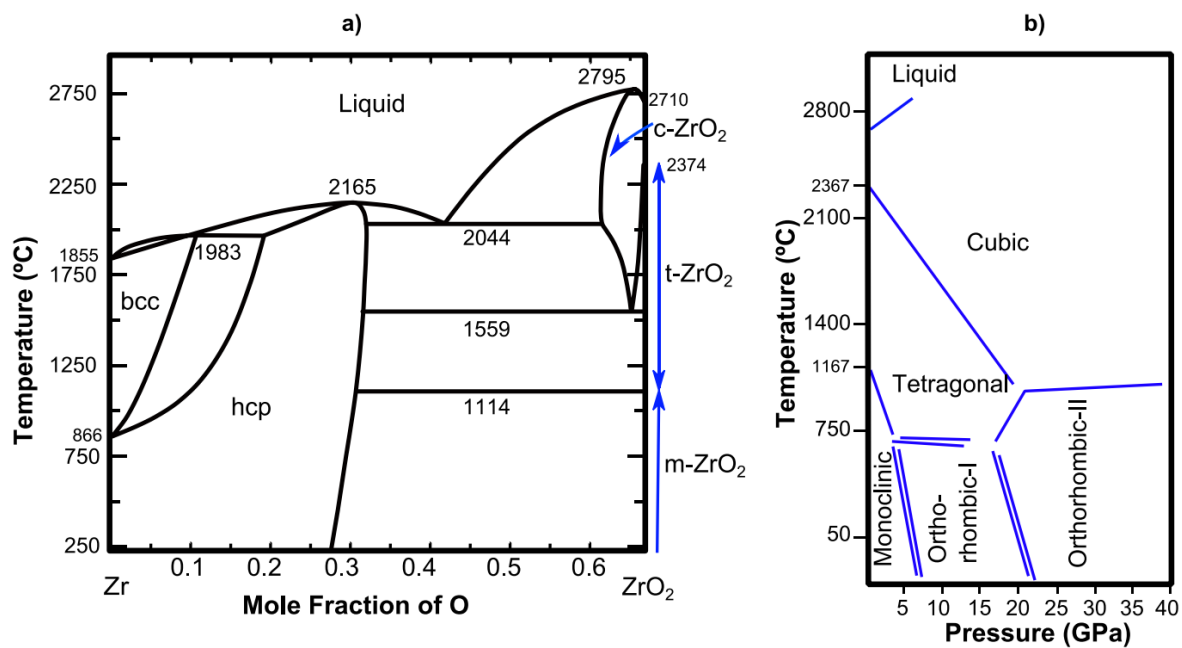 a)
2795
2750
Liquid
2710
c-ZrO₂
2374
2250
2165
2044
1983
1855
1750
t-ZrO₂
bcc
1559
1250
hcp
1114
866
750
m-ZrO₂
250
Temperature (ºC)
Zr
0.1
0.2
0.3
0.4
0.5
0.6
ZrO₂
Mole Fraction of O
b)
Liquid
2800
2367
2100
Cubic
1400
1167
Tetragonal
750
50
Monoclinic
Ortho-
rhombic-I
Orthorhombic-II
Temperature (ºC)
5
10
15
20
25
30
35
40
Pressure (GPa)